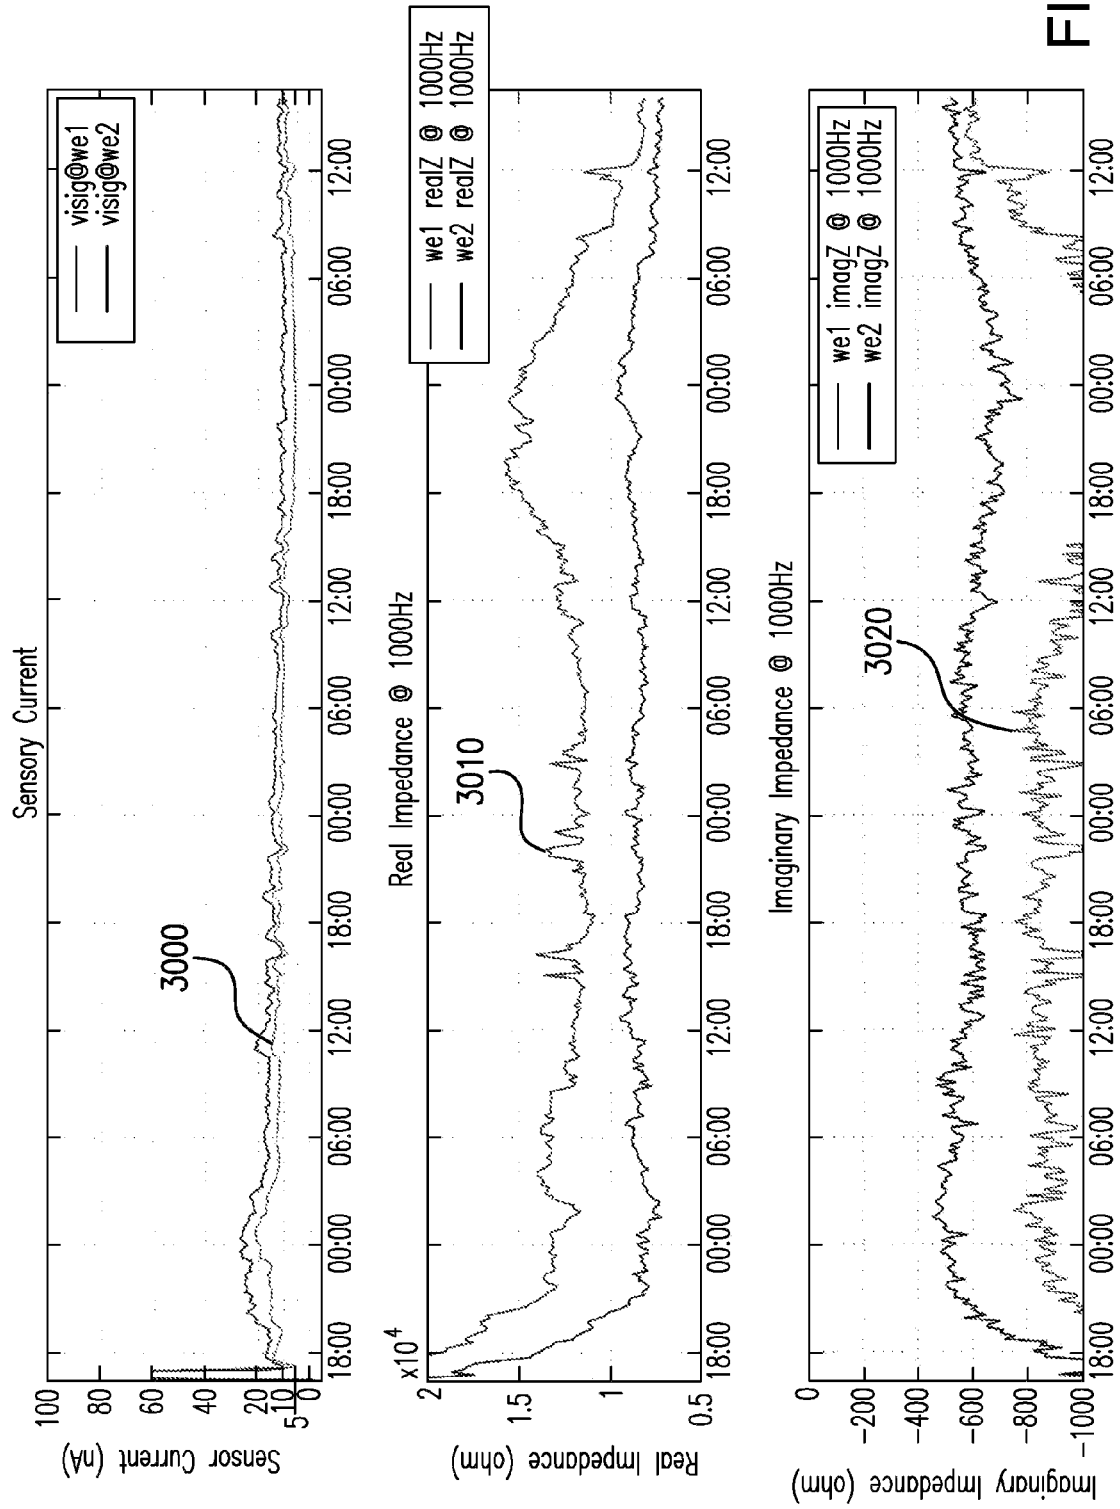 Sensory Current
Sensor Current (nA)
100
80
60
40
20
10
5
0
visig@we1
visig@we2
3000
18:00 00:00 06:00 12:00 18:00 00:00 06:00 12:00 18:00 00:00 06:00 12:00
Real Impedance @ 1000Hz
Real Impedance (ohm)
x10^4
2
1.5
1
0.5
we1 realZ @ 1000Hz
we2 realZ @ 1000Hz
3010
18:00 00:00 06:00 12:00 18:00 00:00 06:00 12:00 18:00 00:00 06:00 12:00
Imaginary Impedance @ 1000Hz
Imaginary Impedance (ohm)
0
-200
-400
-600
-800
-1000
we1 imagZ @ 1000Hz
we2 imagZ @ 1000Hz
3020
18:00 00:00 06:00 12:00 18:00 00:00 06:00 12:00 18:00 00:00 06:00 12:00